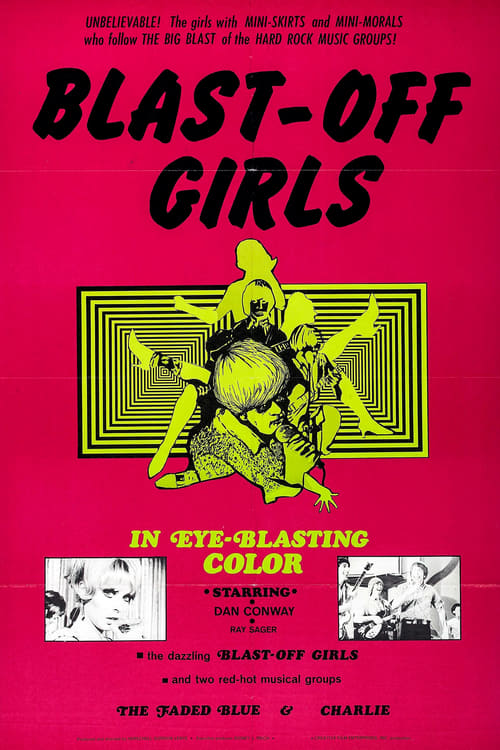 UNBELIEVABLE! The girls with MINI-SKIRTS and MINI-MORALS
who follow THE BIG BLAST of the HARD ROCK MUSIC GROUPS!
BLAST-OFF
GIRLS
IN EYE-BLASTING
COLOR
• STARRING •
•
DAN CONWAY
•
RAY SAGER
■ the dazzling BLAST-OFF GIRLS
■ and two red-hot musical groups
THE FADED BLUE & CHARLIE